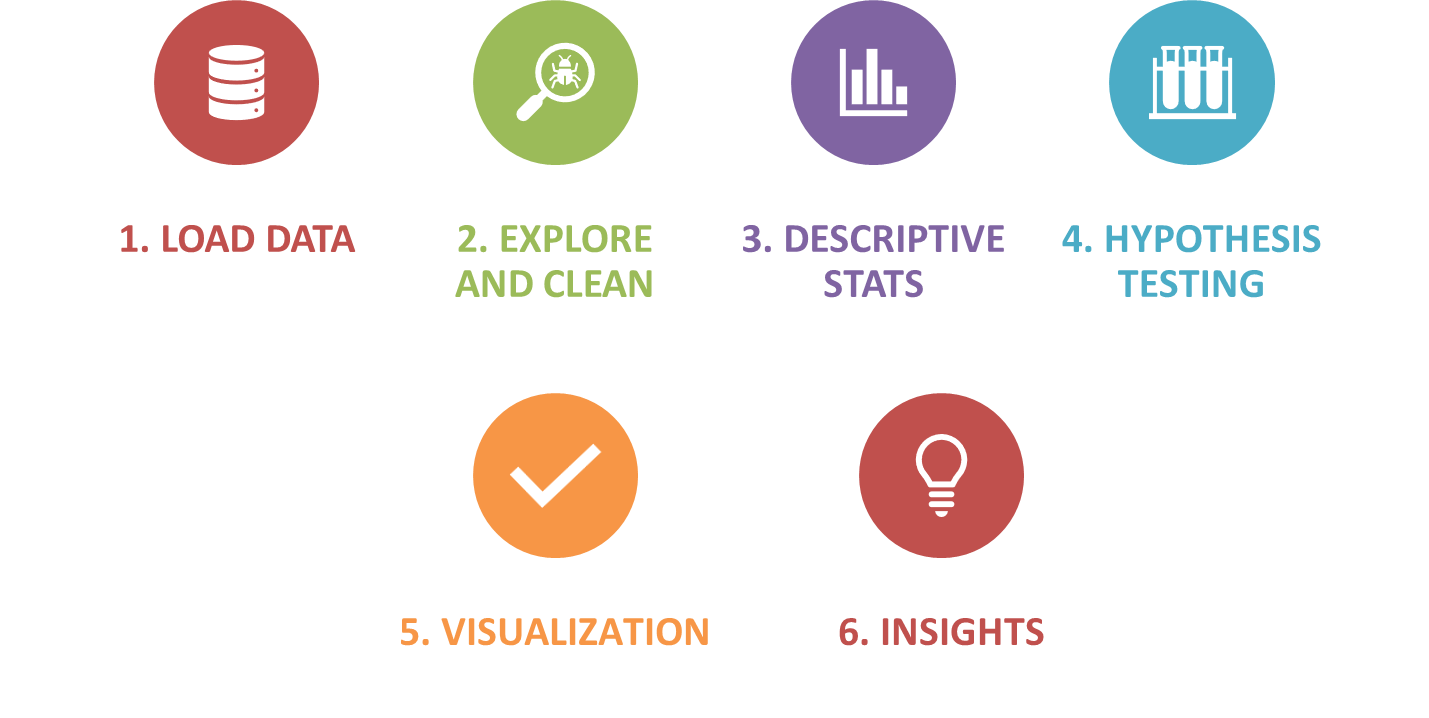 1. LOAD DATA
2. EXPLORE
AND CLEAN
3. DESCRIPTIVE
STATS
4. HYPOTHESIS
TESTING
5. VISUALIZATION
6. INSIGHTS